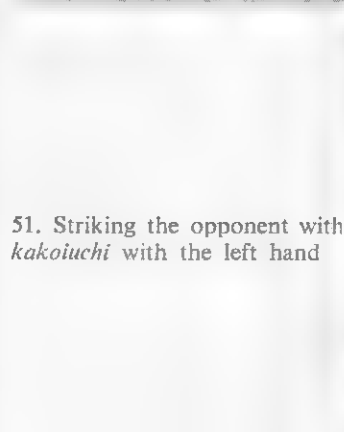 51. Striking the opponent with
kakoiuchi with the left hand